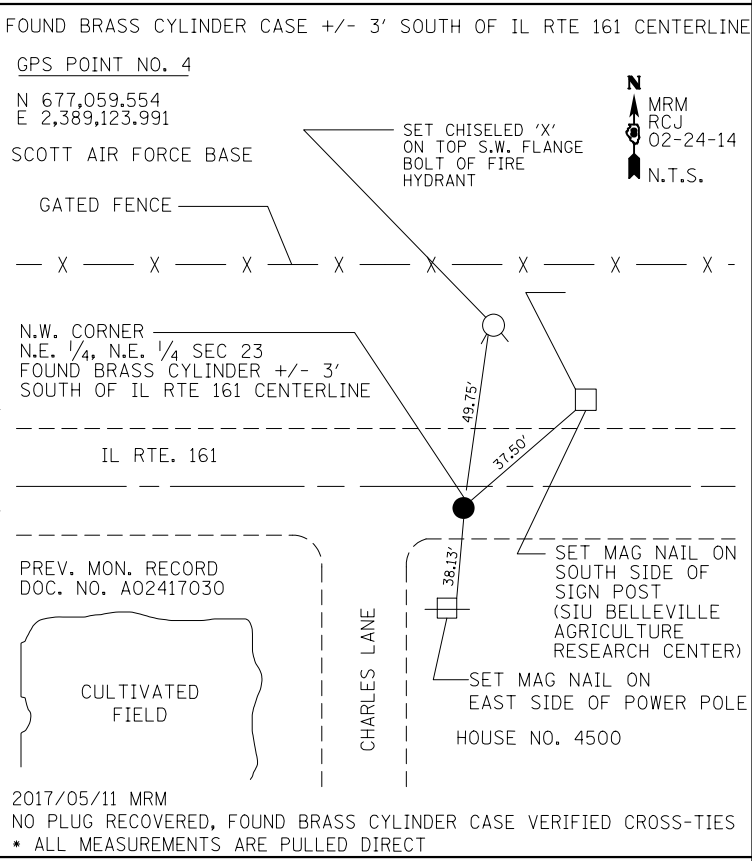 FOUND BRASS CYLINDER CASE +/- 3' SOUTH OF IL RTE 161 CENTERLINE
GPS POINT NO. 4
N 677,059.554
E 2,389,123.991
SCOTT AIR FORCE BASE
SET CHISELED 'X'
ON TOP S.W. FLANGE
BOLT OF FIRE
HYDRANT
N
MRM
RCJ
02-24-14
N.T.S.
GATED FENCE
X X X X X X X X
N.W. CORNER
N.E. 1/4, N.E. 1/4 SEC 23
FOUND BRASS CYLINDER +/- 3'
SOUTH OF IL RTE 161 CENTERLINE
49.75'
37.50'
IL RTE. 161
38.13'
PREV. MON. RECORD
DOC. NO. A02417030
SET MAG NAIL ON
SOUTH SIDE OF
SIGN POST
(SIU BELLEVILLE
AGRICULTURE
RESEARCH CENTER)
CHARLES LANE
CULTIVATED
FIELD
SET MAG NAIL ON
EAST SIDE OF POWER POLE
HOUSE NO. 4500
2017/05/11 MRM
NO PLUG RECOVERED, FOUND BRASS CYLINDER CASE VERIFIED CROSS-TIES
* ALL MEASUREMENTS ARE PULLED DIRECT